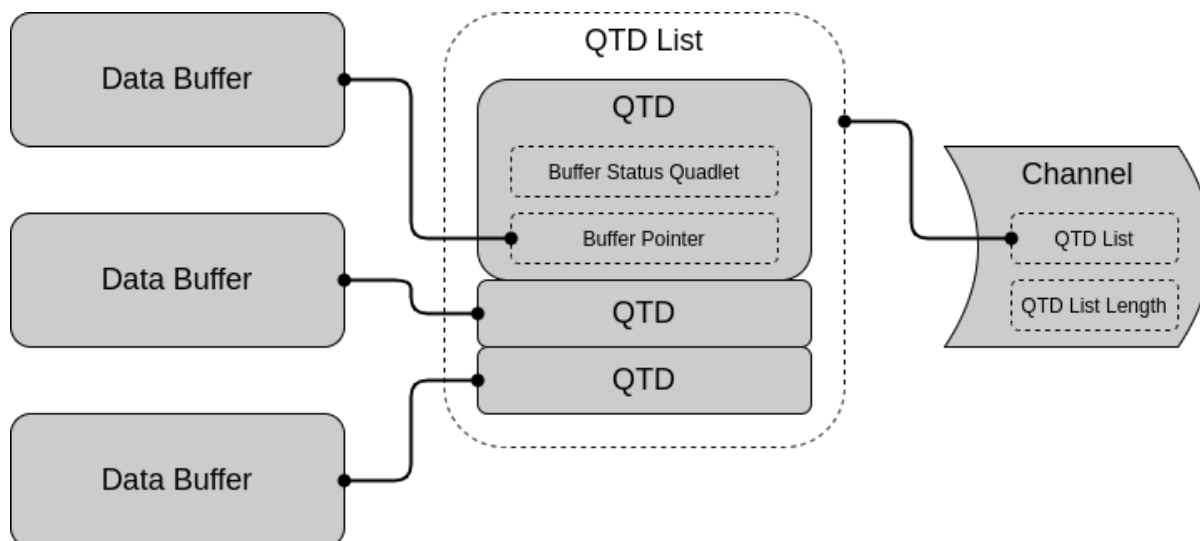 Data Buffer
Data Buffer
Data Buffer
QTD List
QTD
Buffer Status Quadlet
Buffer Pointer
QTD
QTD
Channel
QTD List
QTD List Length